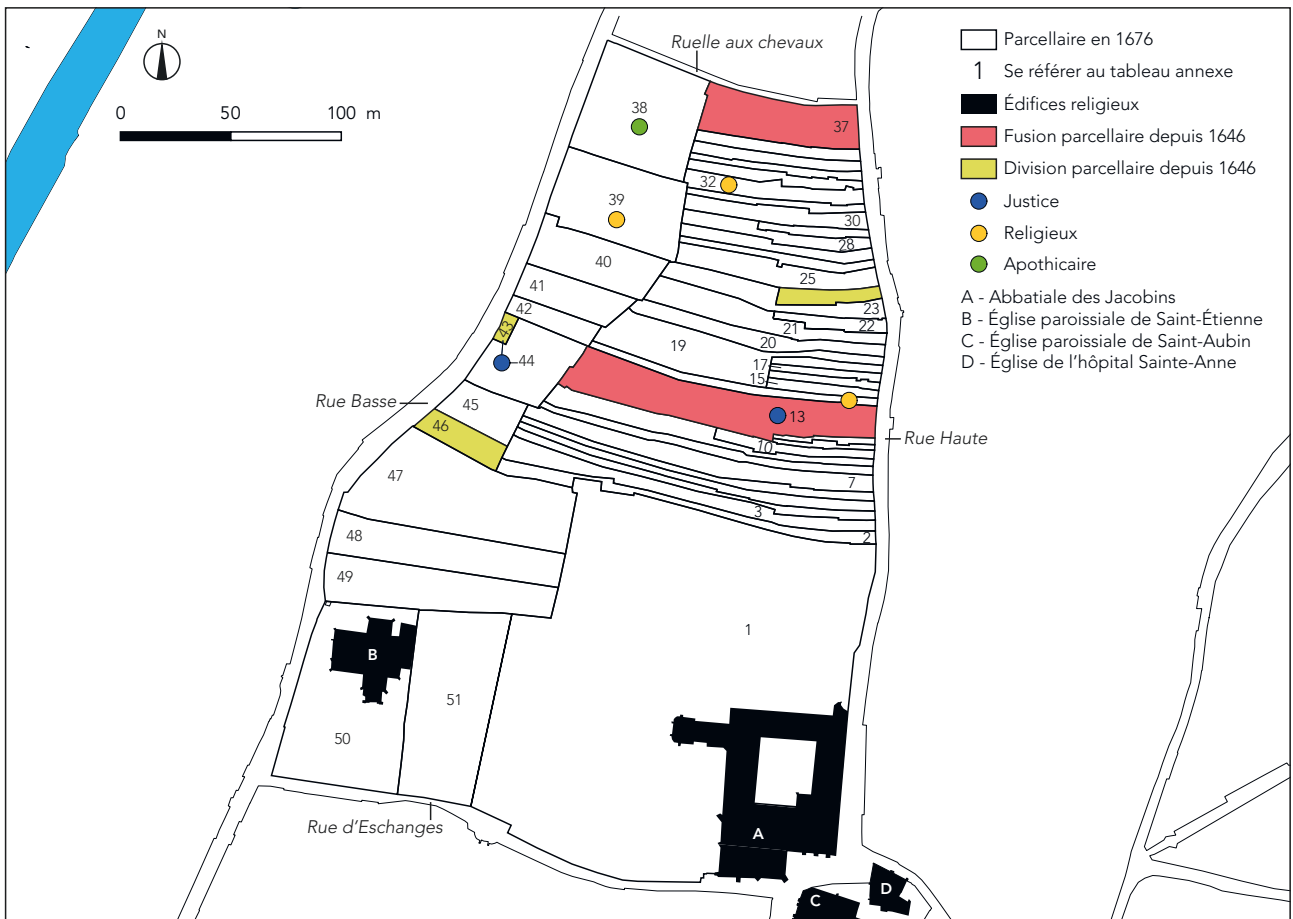 N
0 50 100 m
Ruelle aux chevaux
Parcellaire en 1676
1 Se référer au tableau annexe
Édifices religieux
Fusion parcellaire depuis 1646
Division parcellaire depuis 1646
Justice
Religieux
Apothicaire
A - Abbatiale des Jacobins
B - Église paroissiale de Saint-Étienne
C - Église paroissiale de Saint-Aubin
D - Église de l'hôpital Sainte-Anne
38
37
32
39
30
28
40
25
41
23
42
22
21
43
20
19
44
17
15
Rue Basse
45
13
46
10
Rue Haute
47
7
3
48
2
49
1
B
51
50
Rue d'Eschanges
A
D
C